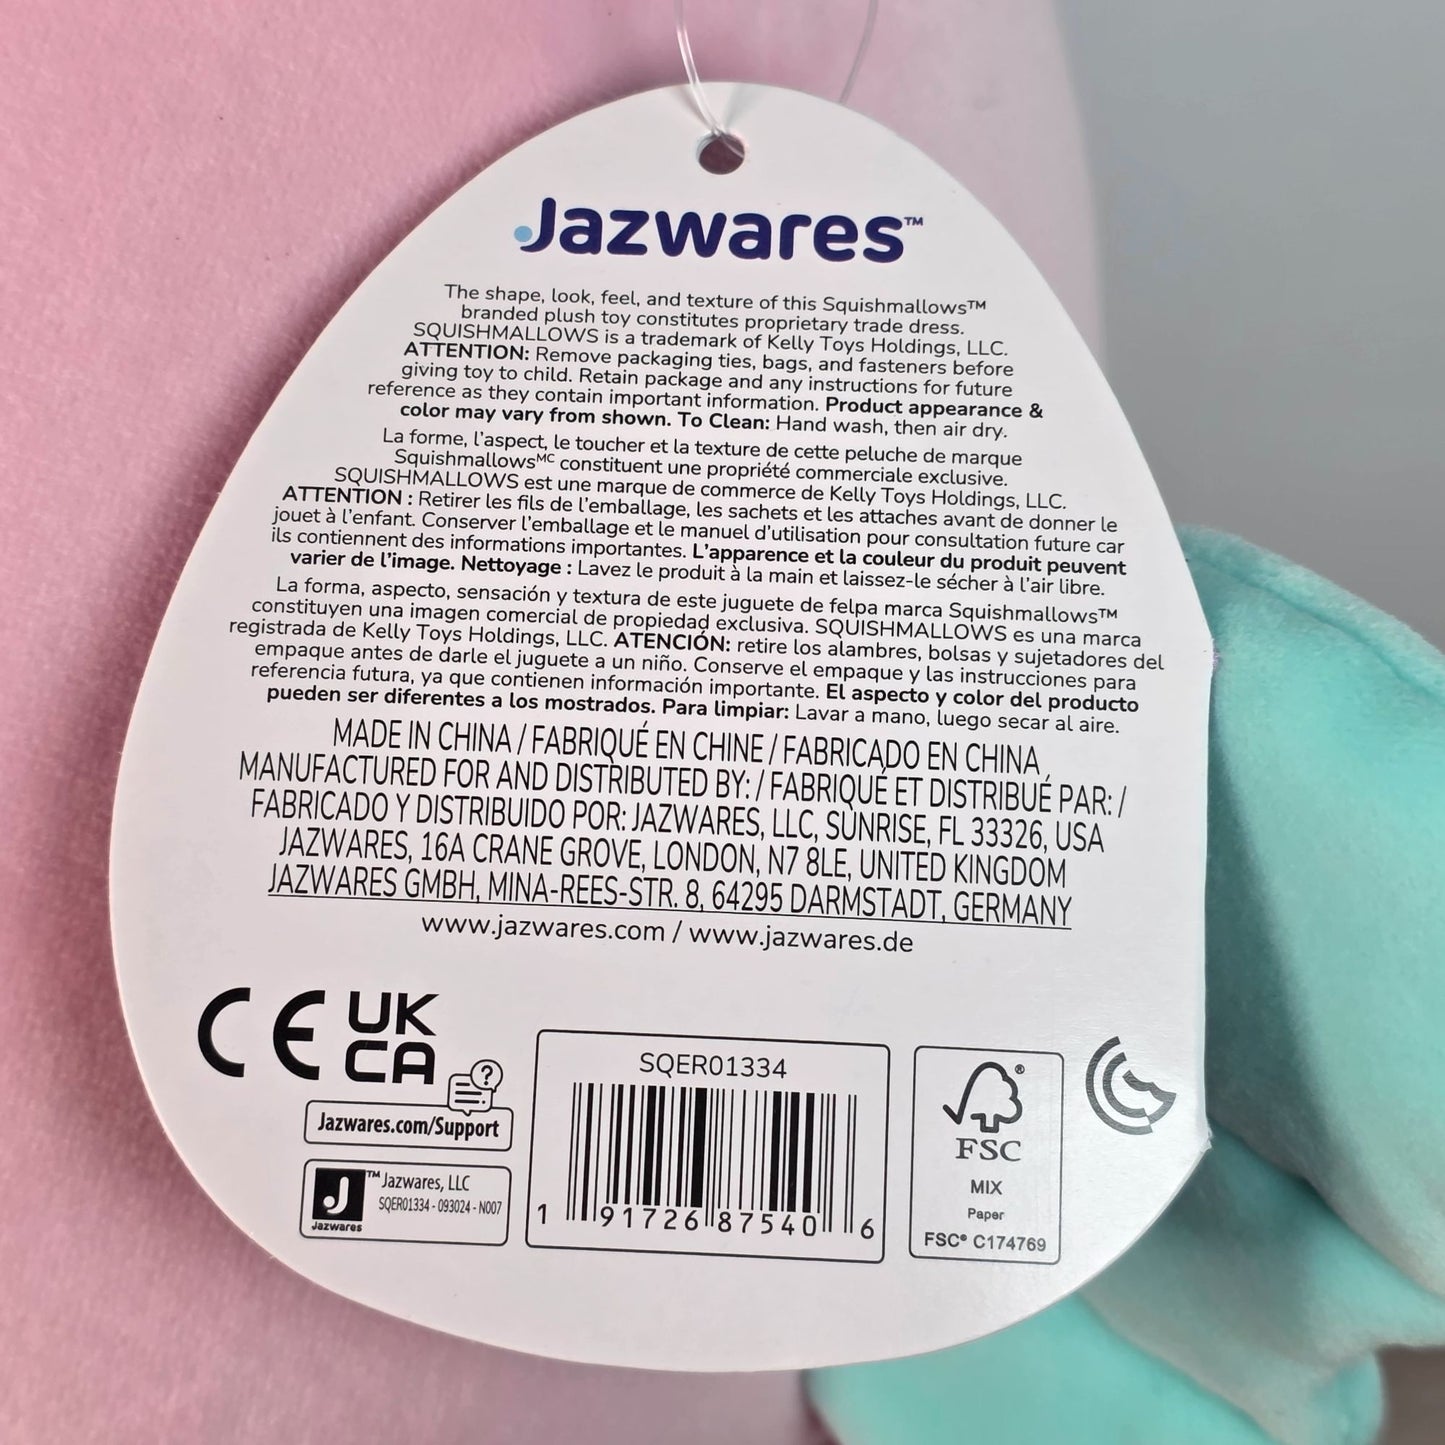 Jazwares™
The shape, look, feel, and texture of this Squishmallows™
branded plush toy constitutes proprietary trade dress.
SQUISHMALLOWS is a trademark of Kelly Toys Holdings, LLC.
ATTENTION: Remove packaging ties, bags, and fasteners before
giving toy to child. Retain package and any instructions for future
reference as they contain important information. Product appearance &
color may vary from shown. To Clean: Hand wash, then air dry.
La forme, l'aspect, le toucher et la texture de cette peluche de marque
Squishmallowsᴹᶜ constituent une propriété commerciale exclusive.
SQUISHMALLOWS est une marque de commerce de Kelly Toys Holdings, LLC.
ATTENTION : Retirer les fils de l'emballage, les sachets et les attaches avant de donner le
jouet à l'enfant. Conserver l'emballage et le manuel d'utilisation pour consultation future car
ils contiennent des informations importantes. L'apparence et la couleur du produit peuvent
varier de l'image. Nettoyage : Lavez le produit à la main et laissez-le sécher à l'air libre.
La forma, aspecto, sensación y textura de este juguete de felpa marca Squishmallows™
constituyen una imagen comercial de propiedad exclusiva. SQUISHMALLOWS es una marca
registrada de Kelly Toys Holdings, LLC. ATENCIÓN: retire los alambres, bolsas y sujetadores del
empaque antes de darle el juguete a un niño. Conserve el empaque y las instrucciones para
referencia futura, ya que contienen información importante. El aspecto y color del producto
pueden ser diferentes a los mostrados. Para limpiar: Lavar a mano, luego secar al aire.
MADE IN CHINA / FABRIQUÉ EN CHINE / FABRICADO EN CHINA
MANUFACTURED FOR AND DISTRIBUTED BY: / FABRIQUÉ ET DISTRIBUÉ PAR: /
FABRICADO Y DISTRIBUIDO POR: JAZWARES, LLC, SUNRISE, FL 33326, USA
JAZWARES, 16A CRANE GROVE, LONDON, N7 8LE, UNITED KINGDOM
JAZWARES GMBH, MINA-REES-STR. 8, 64295 DARMSTADT, GERMANY
www.jazwares.com / www.jazwares.de
CE
UK
CA
?
Jazwares.com/Support
J
Jazwares
™ Jazwares, LLC
SQER01334 - 093024 - N007
SQER01334
1 91726 87540 6
®
FSC
MIX
Paper
FSC® C174769